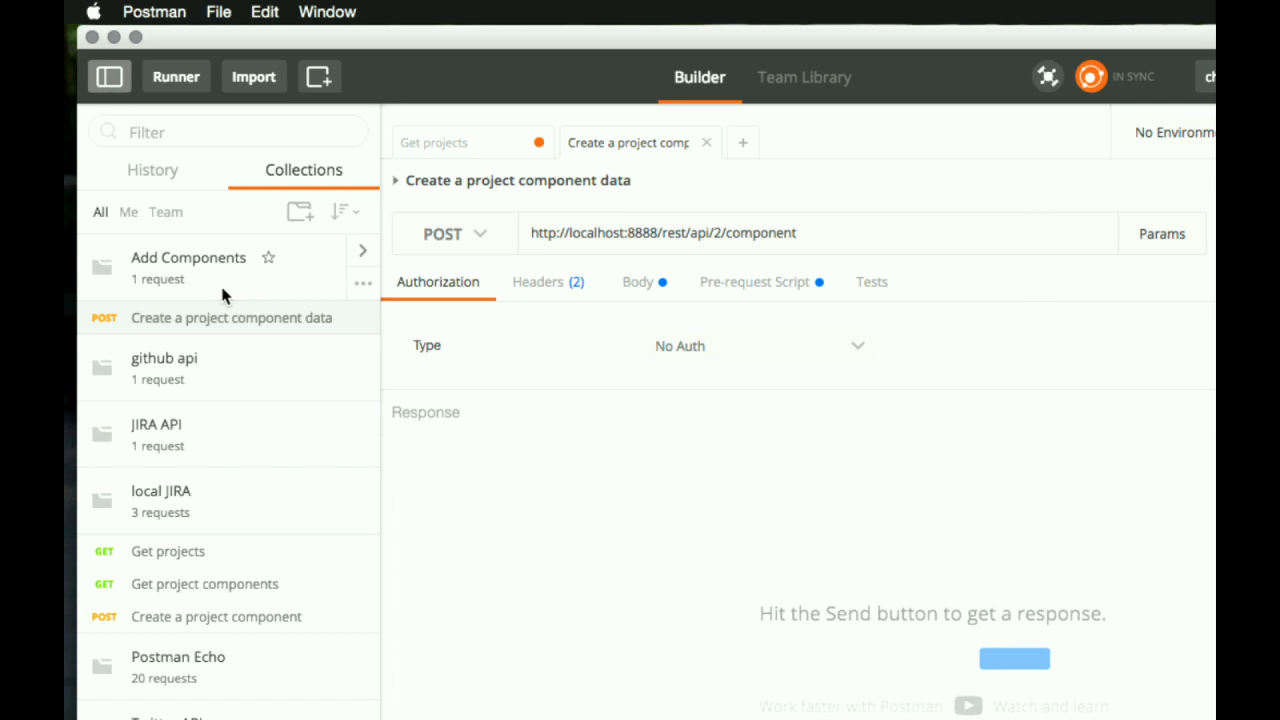 Postman File Edit Window
Runner Import Builder Team Library IN SYNC
Filter
History Collections
All Me Team
Add Components
1 request
POST Create a project component data
github api
1 request
JIRA API
1 request
local JIRA
3 requests
GET Get projects
GET Get project components
POST Create a project component
Postman Echo
20 requests
Get projects Create a project comp No Environm
Create a project component data
POST http://localhost:8888/rest/api/2/component Params
Authorization Headers (2) Body Pre-request Script Tests
Type No Auth
Response
Hit the Send button to get a response.
Work faster with Postman Watch and learn